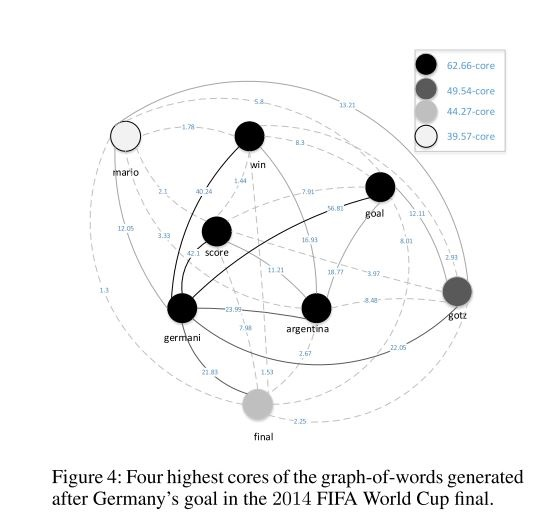 62.66-core
49.54-core
44.27-core
39.57-core
5.8
13.21
1.78
8.3
mario
win
1.44
2.1
40.24
7.91
goal
56.81
12.11
12.05
3.33
score
16.93
8.01
42.1
2.93
11.21
18.77
3.97
1.3
8.48
gotz
23.99
germani
argentina
7.98
22.05
2.67
21.83
1.53
2.25
final
Figure 4: Four highest cores of the graph-of-words generated
after Germany's goal in the 2014 FIFA World Cup final.